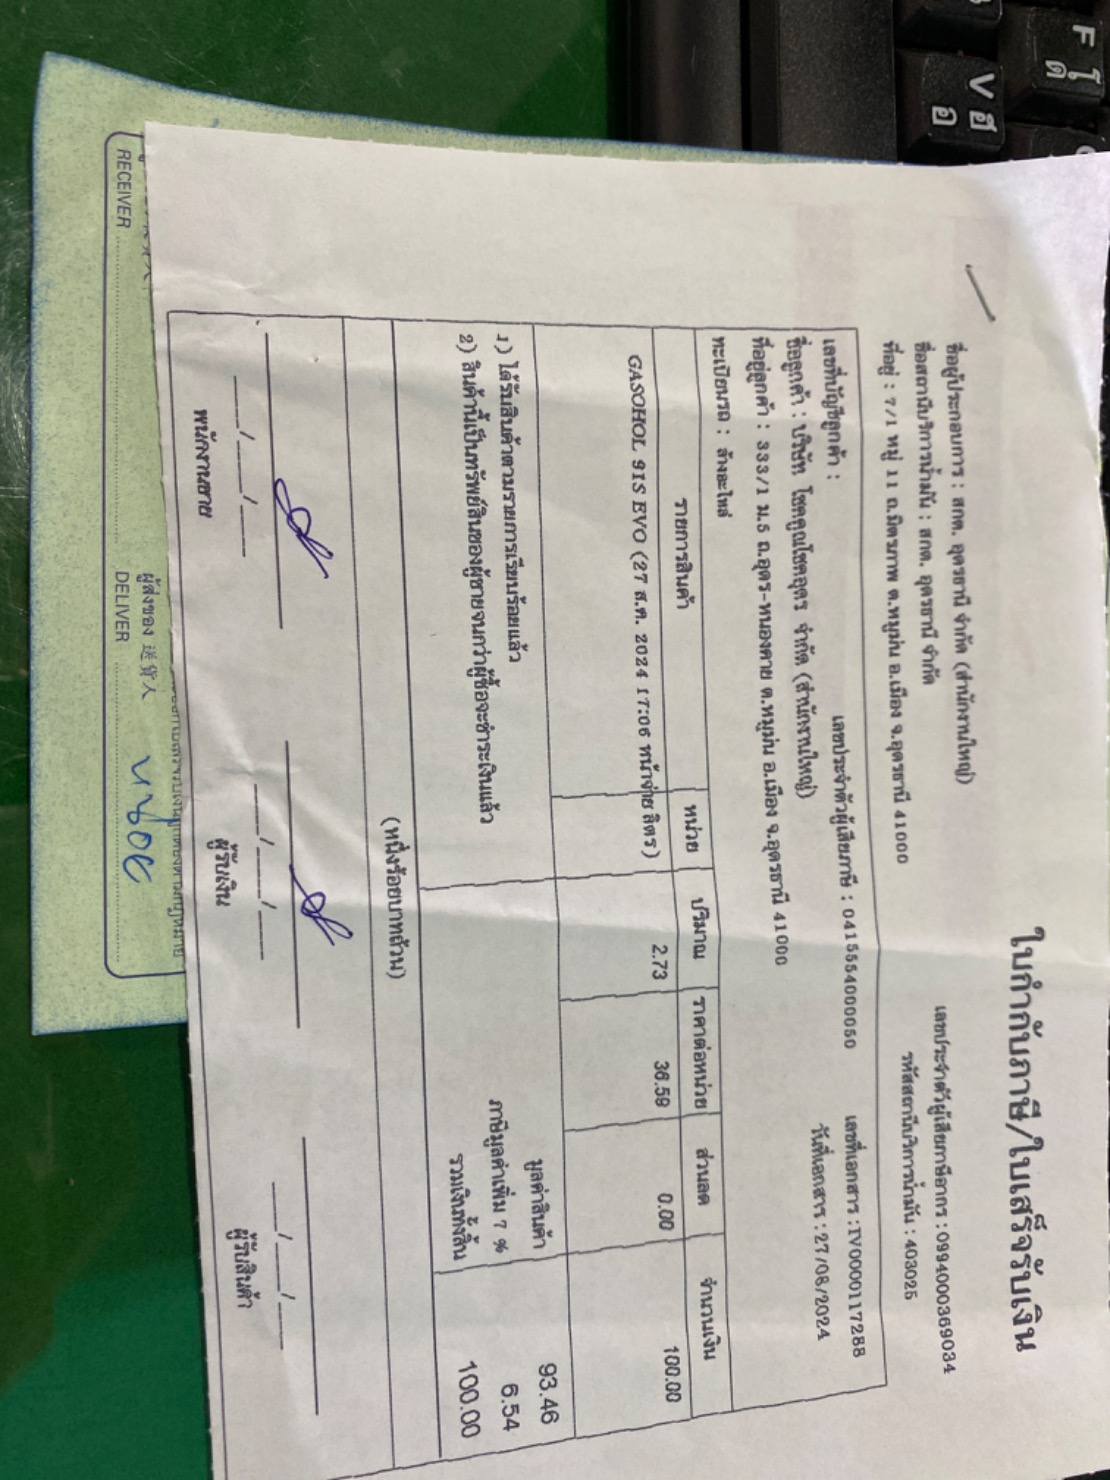 ใบกำกับภาษี/ใบเสร็จรับเงิน
ชื่อผู้ประกอบการ : สกต. อุดรธานี จำกัด (สำนักงานใหญ่) เลขประจำตัวผู้เสียภาษีอากร : 0994000369034
ชื่อสถานีบริการน้ำมัน : สกต. อุดรธานี จำกัด รหัสสถานีบริการน้ำมัน : 403025
ที่อยู่ : 7/1 หมู่ 11 ถ.มิตรภาพ ต.หมูม่น อ.เมือง จ.อุดรธานี 41000
เลขที่บัญชีลูกค้า : เลขประจำตัวผู้เสียภาษี : 0415554000050 เลขที่เอกสาร : IV0000117288
ชื่อลูกค้า : บริษัท โชคคูณโชคอุดร จำกัด (สำนักงานใหญ่) วันที่เอกสาร : 27/08/2024
ที่อยู่ลูกค้า : 333/1 ม.5 ถ.อุดร-หนองคาย ต.หมูม่น อ.เมือง จ.อุดรธานี 41000
ทะเบียนรถ : ล้างอะไหล่
รายการสินค้า หน่วย ปริมาณ ราคาต่อหน่วย ส่วนลด จำนวนเงิน
GASOHOL 91S EVO (27 ส.ค. 2024 17:06 หน้าจ่าย ลิตร ) 2.73 36.59 0.00 100.00
1) ได้รับสินค้าตามรายการเรียบร้อยแล้ว มูลค่าสินค้า 93.46
2) สินค้านี้เป็นทรัพย์สินของผู้ขายจนกว่าผู้ซื้อจะชำระเงินแล้ว ภาษีมูลค่าเพิ่ม 7 % 6.54
รวมเงินทั้งสิ้น 100.00
(หนึ่งร้อยบาทถ้วน)
___/___/___ ___/___/___ ___/___/___
พนักงานขาย ผู้รับเงิน ผู้รับสินค้า
ผู้ส่งของ 送貨人
RECEIVER DELIVER
F โ ด
V ฮ อ